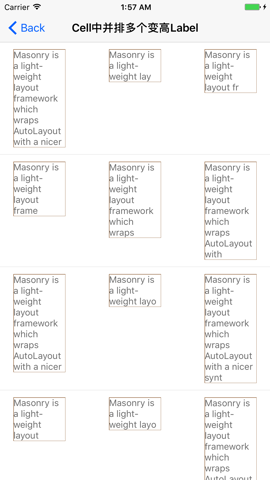 Carrier 1:57 AM
Back Cell中并排多个变高Label
Masonry is
a light-
weight
layout
framework
which
wraps
AutoLayout
with a nicer
Masonry is
a light-
weight lay
Masonry is
a light-
weight
layout fr
Masonry is
a light-
weight
layout
frame
Masonry is
a light-
weight
layout
framework
which
wraps
Masonry is
a light-
weight
layout
framework
which
wraps
AutoLayout
with
Masonry is
a light-
weight
layout
framework
which
wraps
AutoLayout
with a nicer
Masonry is
a light-
weight layo
Masonry is
a light-
weight
layout
framework
which
wraps
AutoLayout
with a nicer
synt
Masonry is
a light-
weight
layout
Masonry is
a light-
weight layo
Masonry is
a light-
weight
layout
framework
which
wraps
AutoLayout